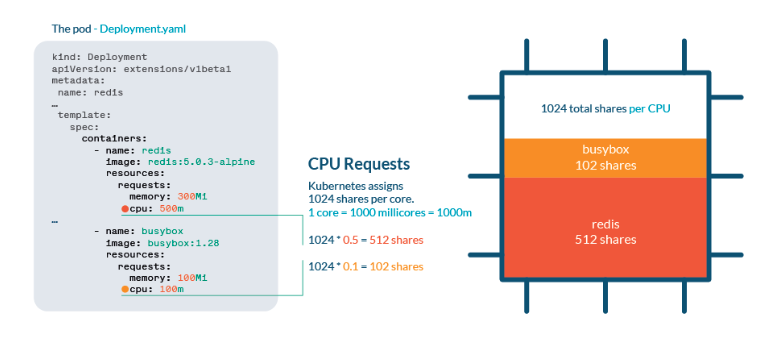 The pod - Deployment.yaml
kind: Deployment
apiVersion: extensions/v1beta1
metadata:
name: redis
…
template:
spec:
containers:
- name: redis
image: redis:5.0.3-alpine
resources:
requests:
memory: 300Mi
cpu: 500m
…
- name: busybox
image: busybox:1.28
resources:
requests:
memory: 100Mi
cpu: 100m
CPU Requests
Kubernetes assigns
1024 shares per core.
1 core = 1000 millicores = 1000m
1024 * 0.5 = 512 shares
1024 * 0.1 = 102 shares
1024 total shares per CPU
busybox
102 shares
redis
512 shares